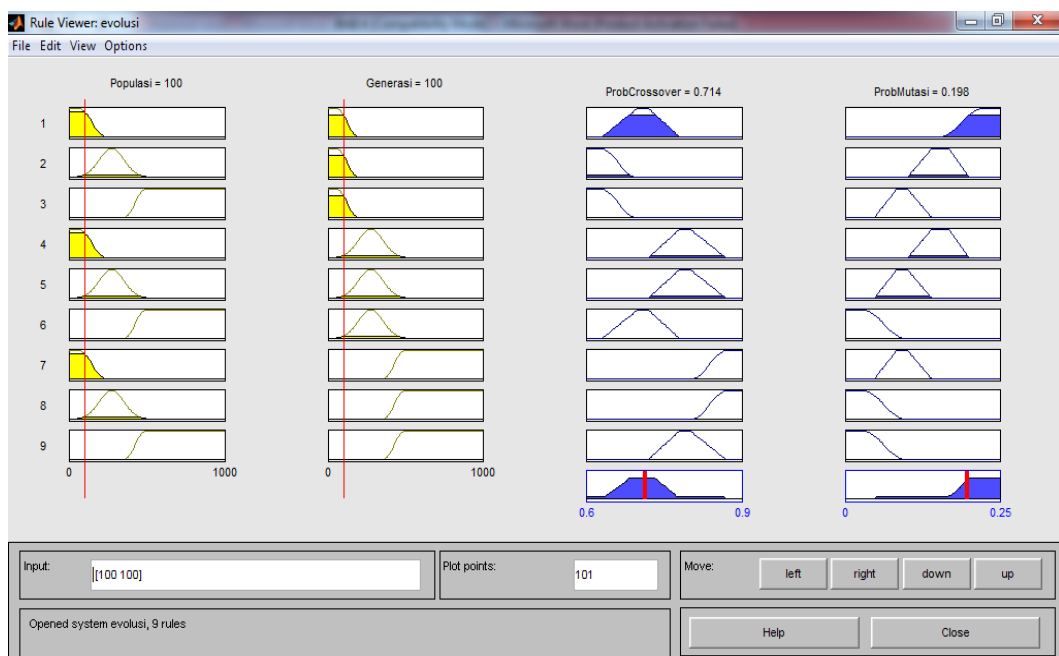 Rule Viewer: evolusi
File Edit View Options
Populasi = 100
Generasi = 100
ProbCrossover = 0.714
ProbMutasi = 0.198
1
2
3
4
5
6
7
8
9
0 1000
0 1000
0.6 0.9
0 0.25
Input:
[100 100]
Plot points:
101
Move:
left
right
down
up
Opened system evolusi, 9 rules
Help
Close